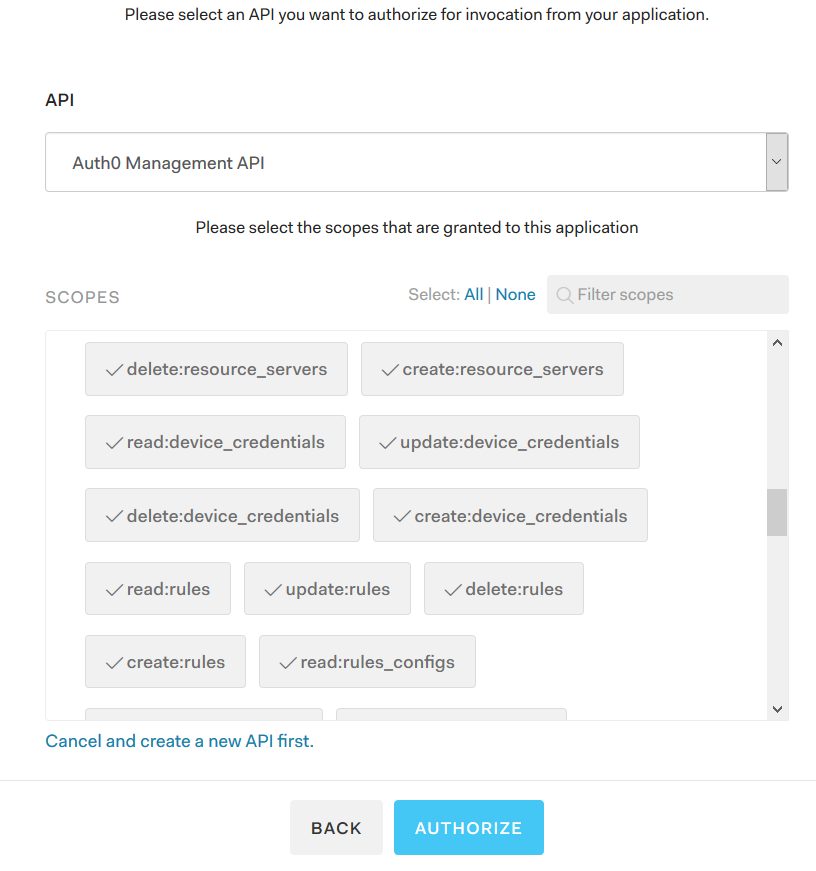 Please select an API you want to authorize for invocation from your application.
API
Auth0 Management API
Please select the scopes that are granted to this application
SCOPES Select: All | None Filter scopes
delete:resource_servers create:resource_servers
read:device_credentials update:device_credentials
delete:device_credentials create:device_credentials
read:rules update:rules delete:rules
create:rules read:rules_configs
Cancel and create a new API first.
BACK AUTHORIZE